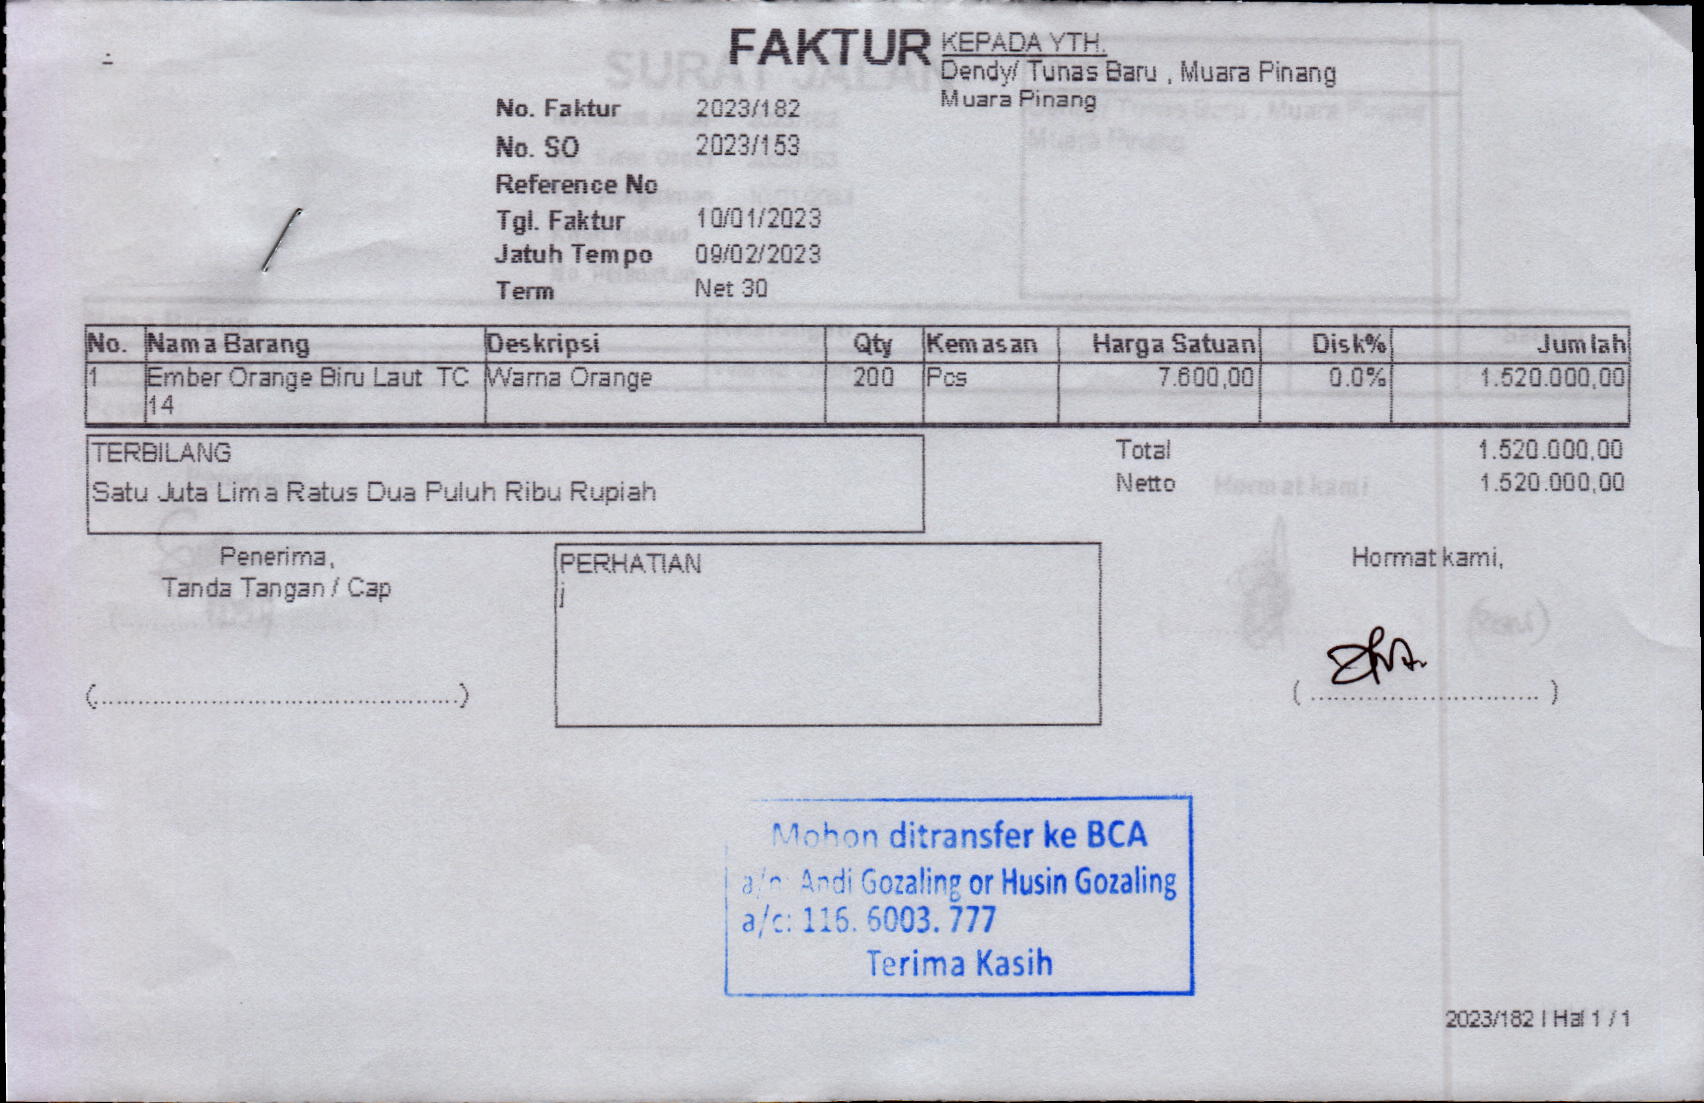 FAKTUR
KEPADA YTH.
Dendy/ Tunas Baru , Muara Pinang
Muara Pinang
No. Faktur 2023/182
No. SO 2023/153
Reference No
Tgl. Faktur 10/01/2023
Jatuh Tempo 09/02/2023
Term Net 30
No. Nama Barang Deskripsi Qty Kemasan Harga Satuan Disk% Jumlah
1 Ember Orange Biru Laut TC Warna Orange 200 Pcs 7.600,00 0.0% 1.520.000,00
14
TERBILANG
Satu Juta Lima Ratus Dua Puluh Ribu Rupiah
Total 1.520.000,00
Netto 1.520.000,00
Penerima,
Tanda Tangan / Cap
(..................................................)
PERHATIAN
j
Hormat kami,
( ............................... )
Mohon ditransfer ke BCA
a/n: Andi Gozaling or Husin Gozaling
a/c: 116. 6003. 777
Terima Kasih
2023/182 | Hal 1 / 1